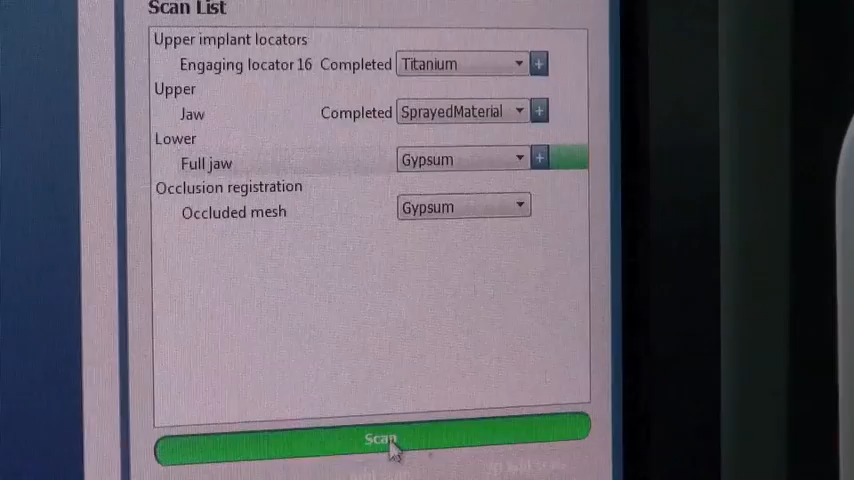 Scan List
Upper implant locators
Engaging locator 16 Completed Titanium +
Upper
Jaw Completed SprayedMaterial +
Lower
Full jaw Gypsum +
Occlusion registration
Occluded mesh Gypsum
Scan